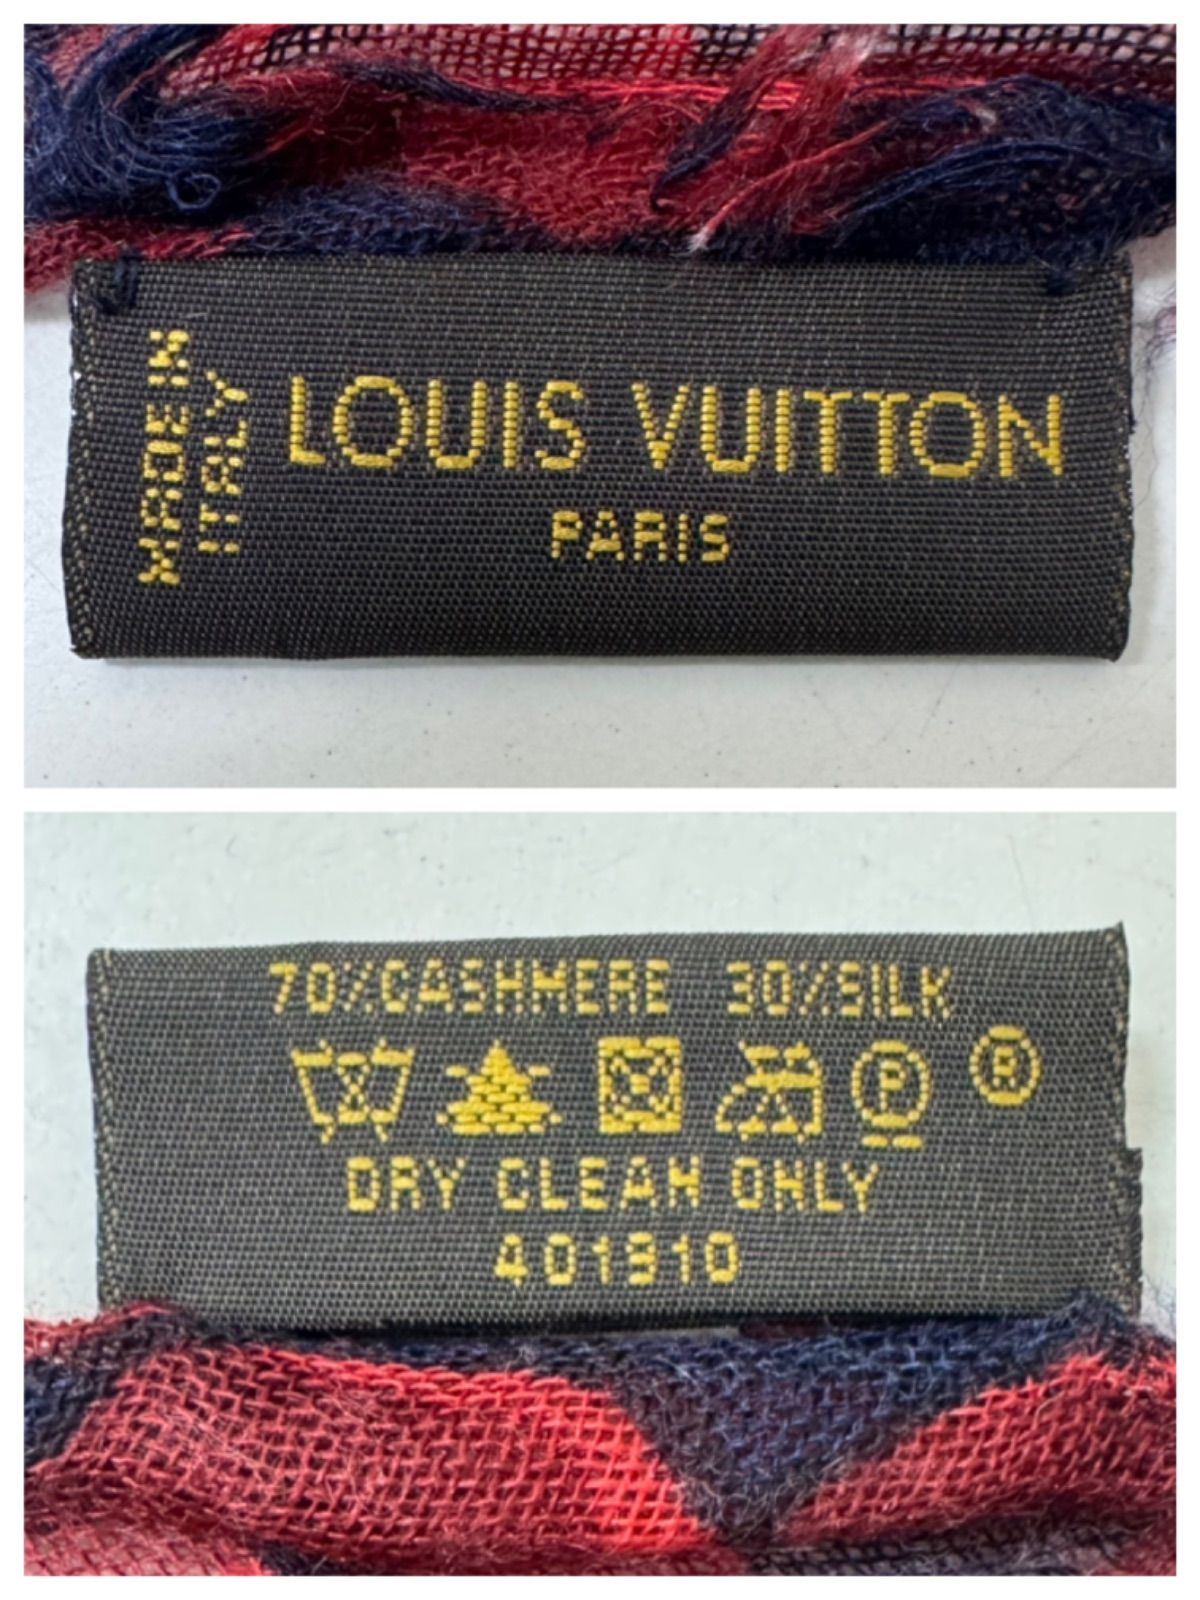 MADE IN
ITALY
LOUIS VUITTON
PARIS
70%CASHMERE 30%SILK
P
®
DRY CLEAN ONLY
401910